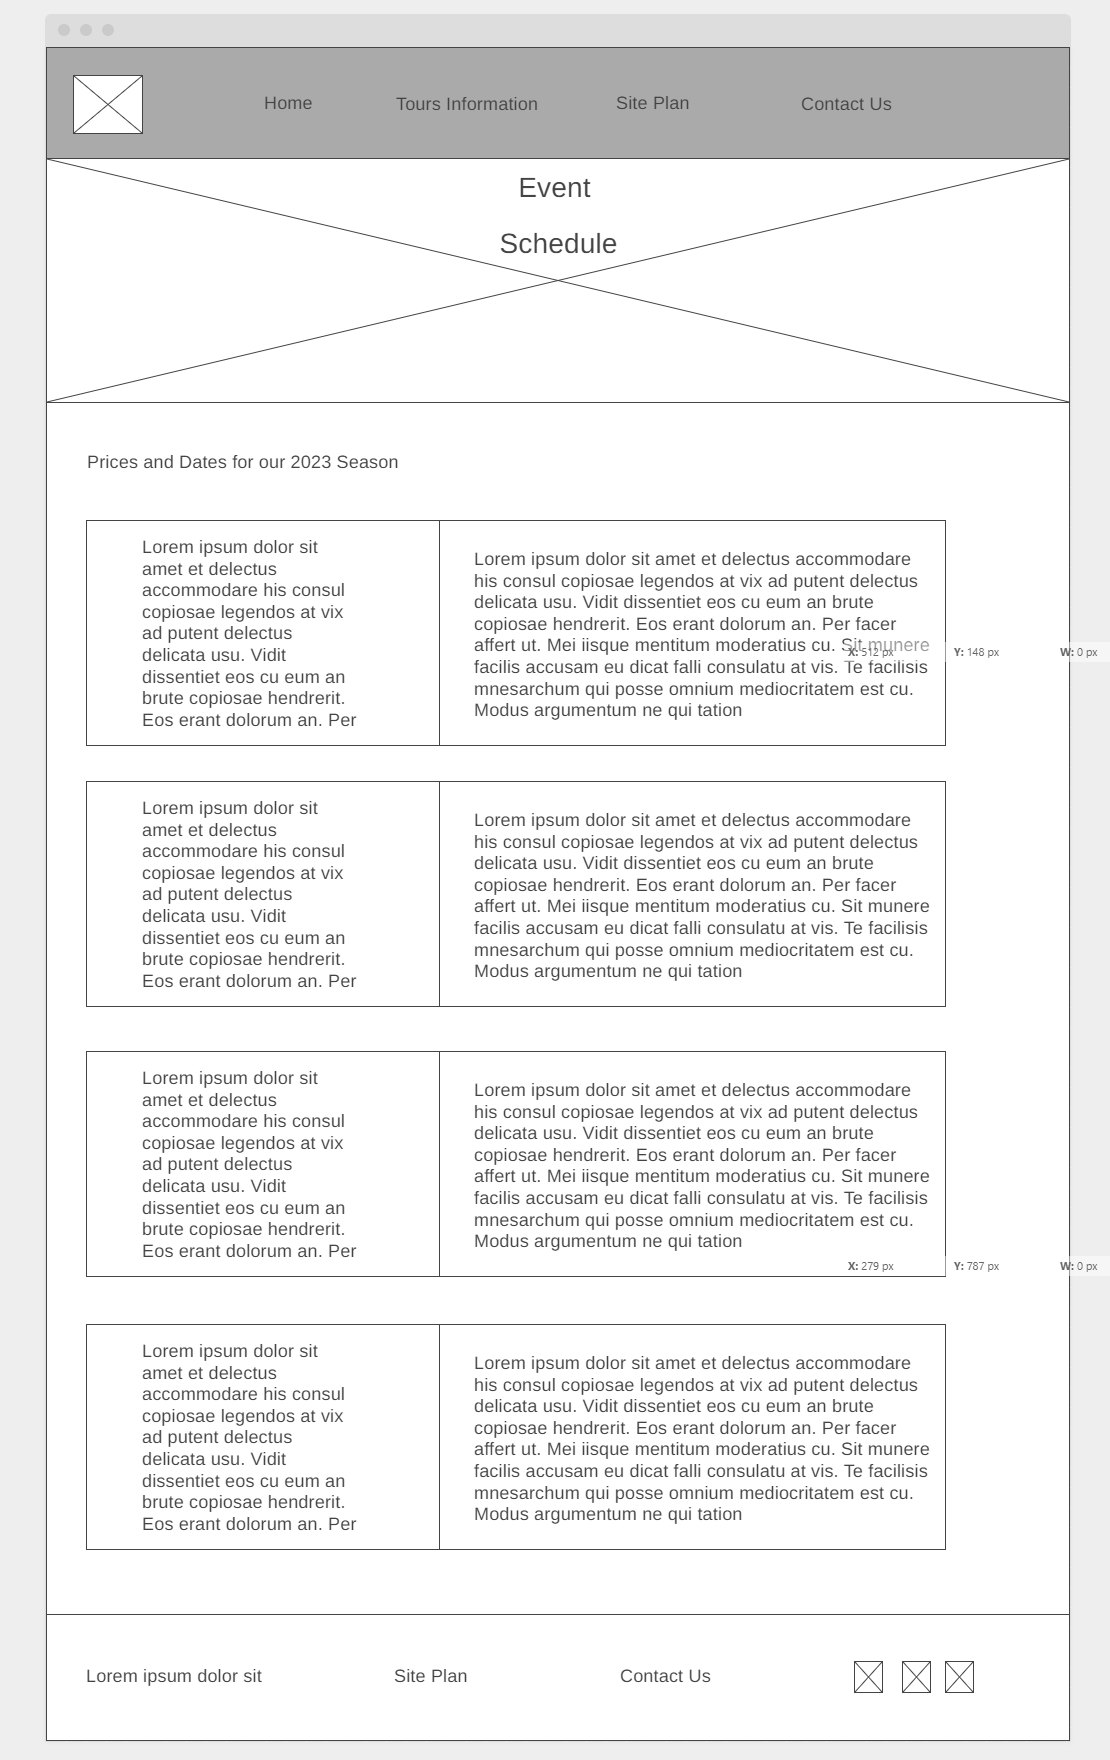 Home Tours Information Site Plan Contact Us
Event
Schedule
Prices and Dates for our 2023 Season
Lorem ipsum dolor sit
amet et delectus
accommodare his consul
copiosae legendos at vix
ad putent delectus
delicata usu. Vidit
dissentiet eos cu eum an
brute copiosae hendrerit.
Eos erant dolorum an. Per
Lorem ipsum dolor sit amet et delectus accommodare
his consul copiosae legendos at vix ad putent delectus
delicata usu. Vidit dissentiet eos cu eum an brute
copiosae hendrerit. Eos erant dolorum an. Per facer
affert ut. Mei iisque mentitum moderatius cu. Sit munere
facilis accusam eu dicat falli consulatu at vis. Te facilisis
mnesarchum qui posse omnium mediocritatem est cu.
Modus argumentum ne qui tation
X: 512 px Y: 148 px W: 0 px
Lorem ipsum dolor sit
amet et delectus
accommodare his consul
copiosae legendos at vix
ad putent delectus
delicata usu. Vidit
dissentiet eos cu eum an
brute copiosae hendrerit.
Eos erant dolorum an. Per
Lorem ipsum dolor sit amet et delectus accommodare
his consul copiosae legendos at vix ad putent delectus
delicata usu. Vidit dissentiet eos cu eum an brute
copiosae hendrerit. Eos erant dolorum an. Per facer
affert ut. Mei iisque mentitum moderatius cu. Sit munere
facilis accusam eu dicat falli consulatu at vis. Te facilisis
mnesarchum qui posse omnium mediocritatem est cu.
Modus argumentum ne qui tation
Lorem ipsum dolor sit
amet et delectus
accommodare his consul
copiosae legendos at vix
ad putent delectus
delicata usu. Vidit
dissentiet eos cu eum an
brute copiosae hendrerit.
Eos erant dolorum an. Per
Lorem ipsum dolor sit amet et delectus accommodare
his consul copiosae legendos at vix ad putent delectus
delicata usu. Vidit dissentiet eos cu eum an brute
copiosae hendrerit. Eos erant dolorum an. Per facer
affert ut. Mei iisque mentitum moderatius cu. Sit munere
facilis accusam eu dicat falli consulatu at vis. Te facilisis
mnesarchum qui posse omnium mediocritatem est cu.
Modus argumentum ne qui tation
X: 279 px Y: 787 px W: 0 px
Lorem ipsum dolor sit
amet et delectus
accommodare his consul
copiosae legendos at vix
ad putent delectus
delicata usu. Vidit
dissentiet eos cu eum an
brute copiosae hendrerit.
Eos erant dolorum an. Per
Lorem ipsum dolor sit amet et delectus accommodare
his consul copiosae legendos at vix ad putent delectus
delicata usu. Vidit dissentiet eos cu eum an brute
copiosae hendrerit. Eos erant dolorum an. Per facer
affert ut. Mei iisque mentitum moderatius cu. Sit munere
facilis accusam eu dicat falli consulatu at vis. Te facilisis
mnesarchum qui posse omnium mediocritatem est cu.
Modus argumentum ne qui tation
Lorem ipsum dolor sit Site Plan Contact Us